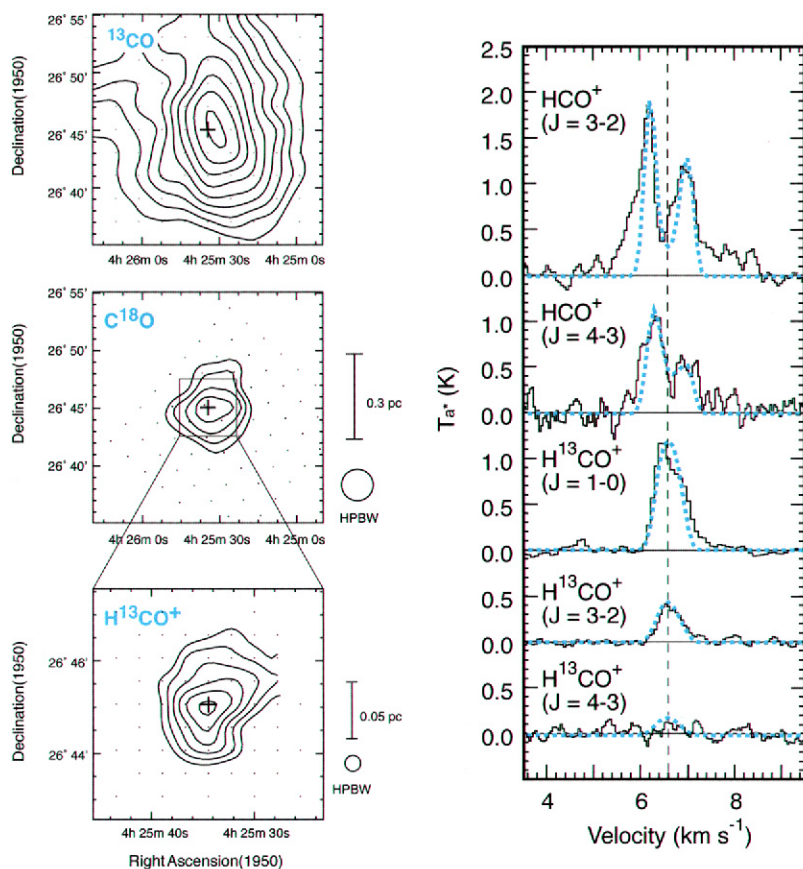 ¹³CO
Declination(1950)
26° 55'
26° 50'
26° 45'
26° 40'
4h 26m 0s 4h 25m 30s 4h 25m 0s
C¹⁸O
Declination(1950)
26° 55'
26° 50'
26° 45'
26° 40'
4h 26m 0s 4h 25m 30s 4h 25m 0s
0.3 pc
HPBW
H¹³CO⁺
Declination(1950)
26° 46'
26° 44'
4h 25m 40s 4h 25m 30s
Right Ascension(1950)
0.05 pc
HPBW
Tₐ* (K)
2.5
2.0
1.5
1.0
0.5
0.0
HCO⁺
(J = 3-2)
1.0
0.5
0.0
HCO⁺
(J = 4-3)
1.0
0.5
0.0
H¹³CO⁺
(J = 1-0)
0.5
0.0
H¹³CO⁺
(J = 3-2)
0.5
0.0
H¹³CO⁺
(J = 4-3)
4 6 8
Velocity (km s⁻¹)